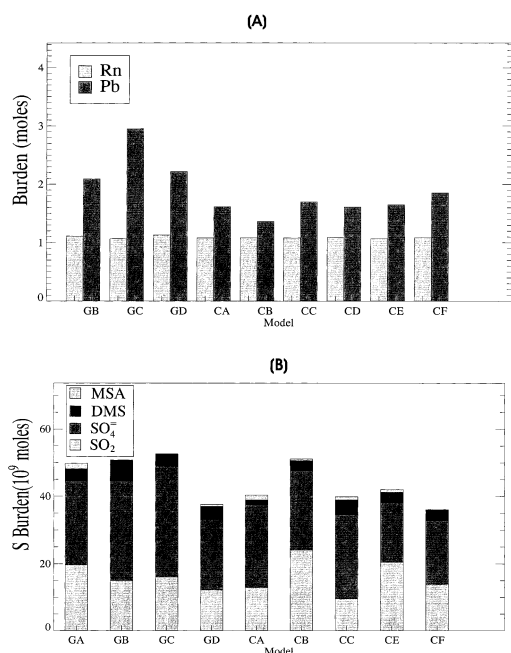 (A)
Rn
Pb
Burden (moles)
4
3
2
1
0
GB GC GD CA CB CC CD CE CF
Model
(B)
MSA
DMS
SO₄⁼
SO₂
S Burden(10⁹ moles)
60
40
20
0
GA GB GC GD CA CB CC CE CF
Model